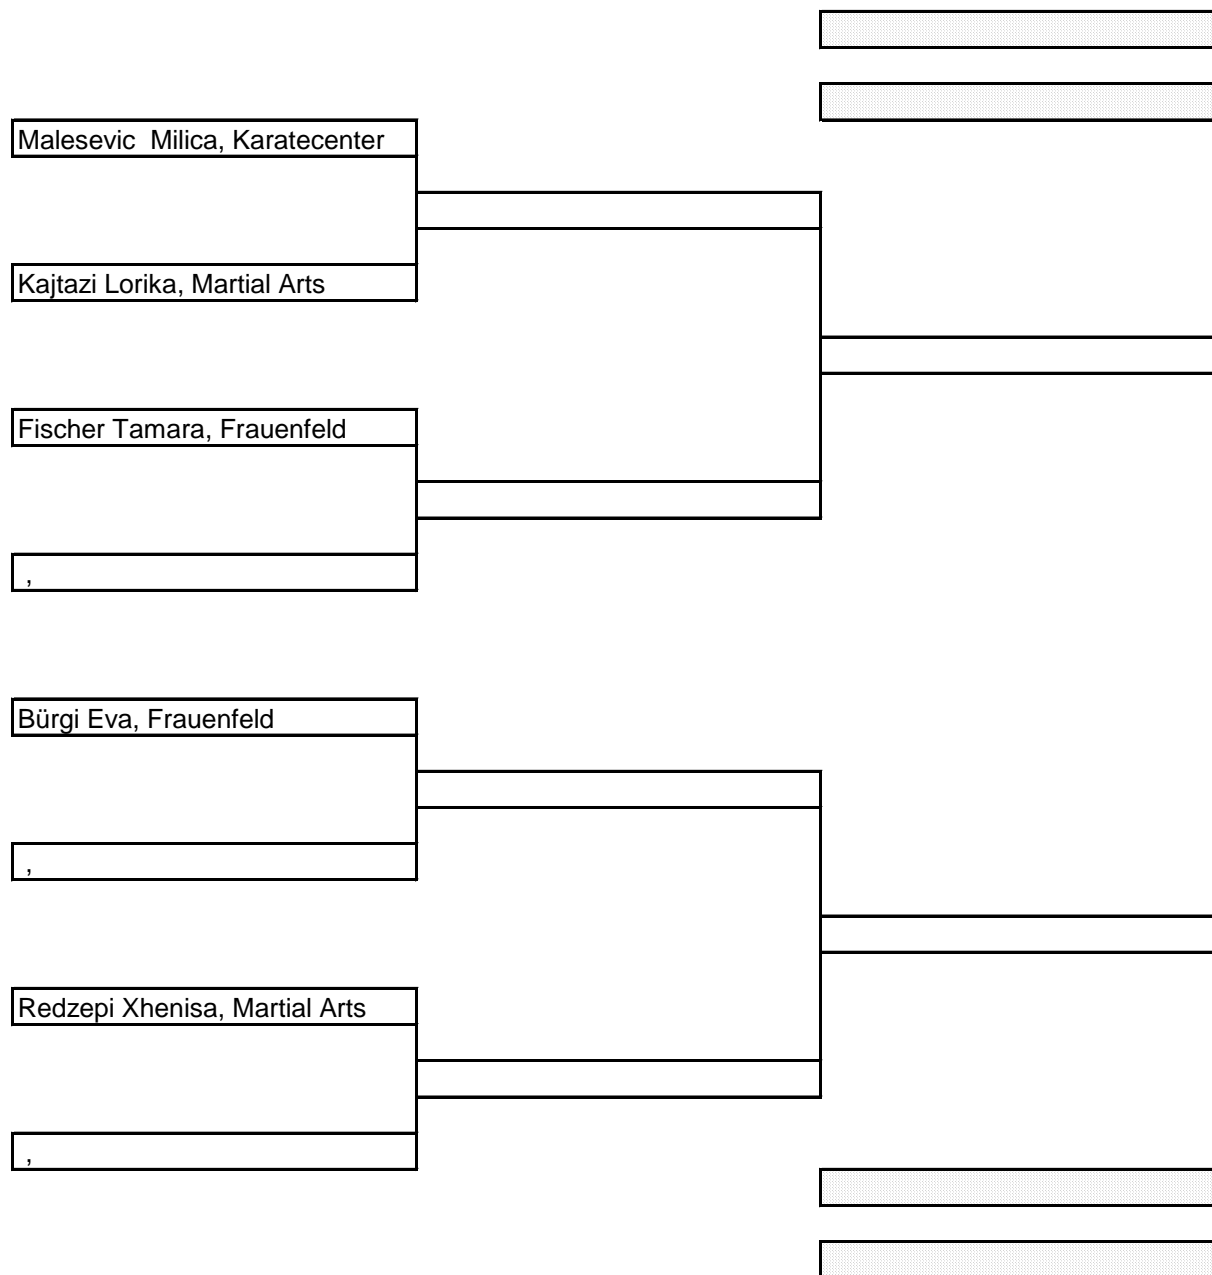 Malesevic  Milica, Karatecenter
Kajtazi Lorika, Martial Arts
Fischer Tamara, Frauenfeld
,
Bürgi Eva, Frauenfeld
,
Redzepi Xhenisa, Martial Arts
,